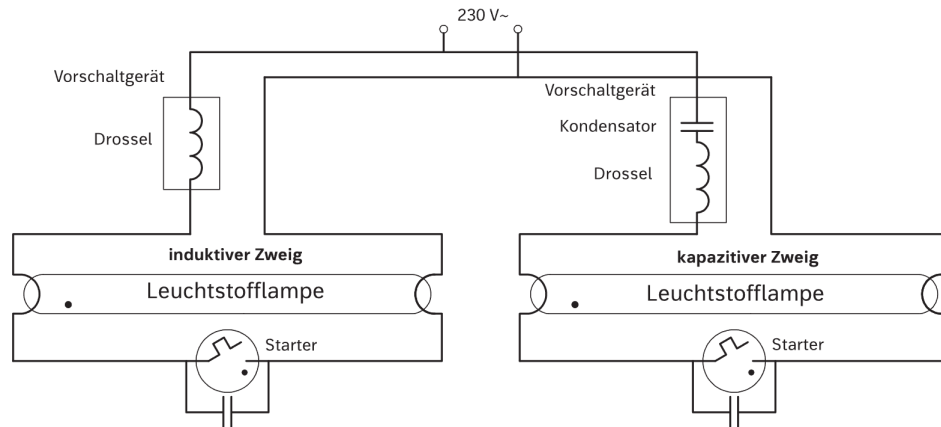 230 V~
Vorschaltgerät
Drossel
Vorschaltgerät
Kondensator
Drossel
induktiver Zweig
kapazitiver Zweig
Leuchtstofflampe
Leuchtstofflampe
Starter
Starter